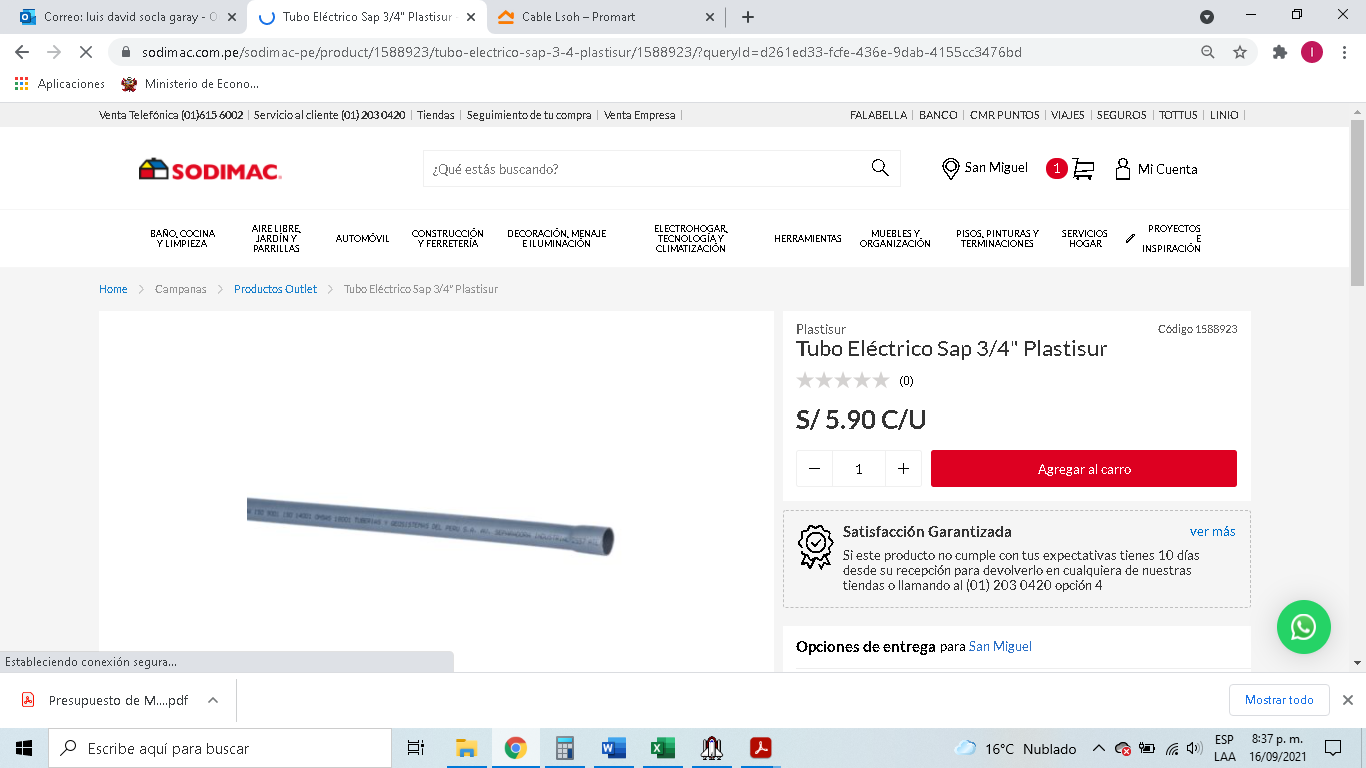 Correo: luis david socla garay - O
Tubo Eléctrico Sap 3/4" Plastisur
Cable Lsoh – Promart
sodimac.com.pe/sodimac-pe/product/1588923/tubo-electrico-sap-3-4-plastisur/1588923/?queryId=d261ed33-fcfe-436e-9dab-4155cc3476bd
I
Aplicaciones
Ministerio de Econo...
Venta Telefónica (01)615 6002
Servicio al cliente (01) 203 0420
Tiendas
Seguimiento de tu compra
Venta Empresa
FALABELLA
BANCO
CMR PUNTOS
VIAJES
SEGUROS
TOTTUS
LINIO
SODIMAC
¿Qué estás buscando?
San Miguel
1
Mi Cuenta
BAÑO, COCINA
Y LIMPIEZA
AIRE LIBRE,
JARDÍN Y
PARRILLAS
AUTOMÓVIL
CONSTRUCCIÓN
Y FERRETERÍA
DECORACIÓN, MENAJE
E ILUMINACIÓN
ELECTROHOGAR,
TECNOLOGÍA Y
CLIMATIZACIÓN
HERRAMIENTAS
MUEBLES Y
ORGANIZACIÓN
PISOS, PINTURAS Y
TERMINACIONES
SERVICIOS
HOGAR
PROYECTOS
E
INSPIRACIÓN
Home
Campanas
Productos Outlet
Tubo Eléctrico Sap 3/4" Plastisur
Plastisur
Código 1588923
Tubo Eléctrico Sap 3/4" Plastisur
(0)
S/ 5.90 C/U
1
Agregar al carro
Satisfacción Garantizada
ver más
Si este producto no cumple con tus expectativas tienes 10 días
desde su recepción para devolverlo en cualquiera de nuestras
tiendas o llamando al (01) 203 0420 opción 4
Opciones de entrega para San Miguel
Estableciendo conexión segura...
Presupuesto de M....pdf
Mostrar todo
Escribe aquí para buscar
16°C Nublado
ESP
LAA
8:37 p. m.
16/09/2021